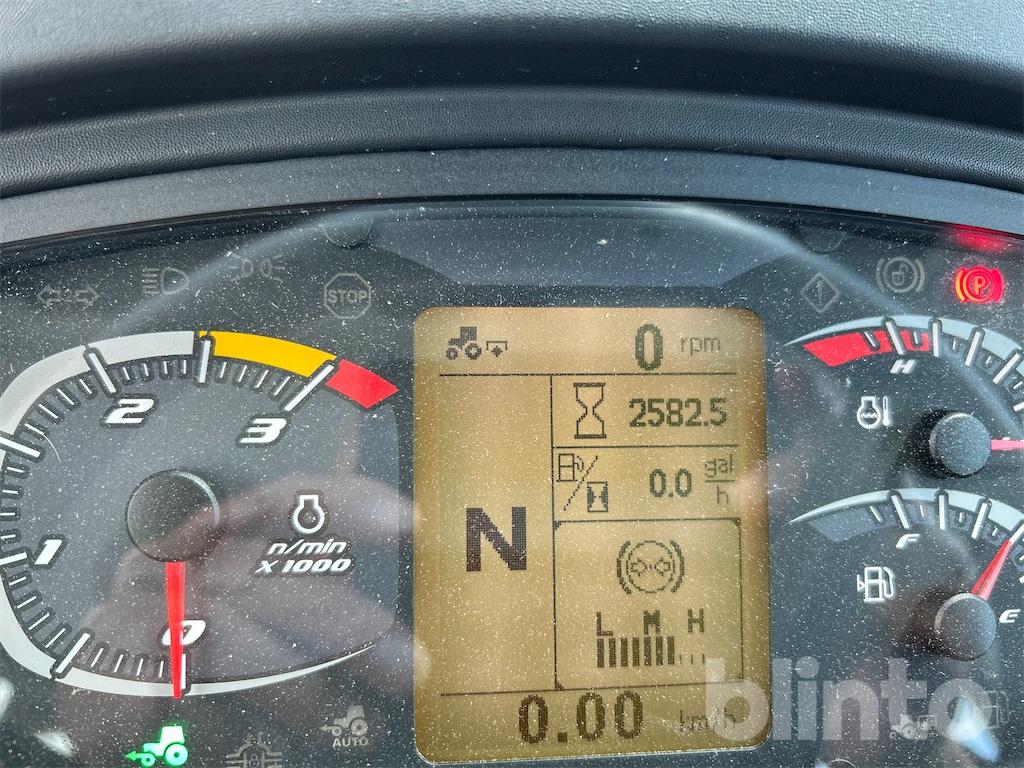 STOP
P
0 rpm
2582.5
0.0 gal/h
N
L M H
0.00 km/h
0
1
2
3
n/min
x 1000
H
F
E
AUTO
blinto